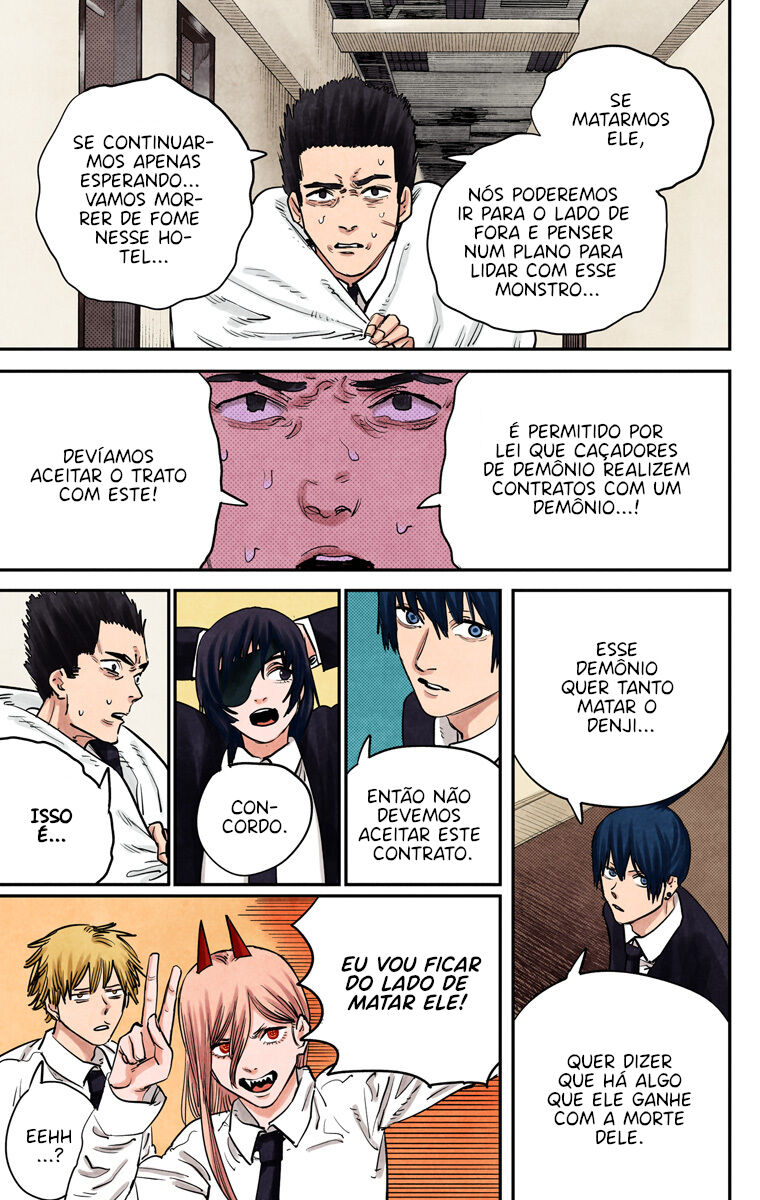 SE
MATARMOS
ELE,
NÓS PODEREMOS
IR PARA O LADO DE
FORA E PENSER
NUM PLANO PARA
LIDAR COM ESSE
MONSTRO...
SE CONTINUAR-
MOS APENAS
ESPERANDO...
VAMOS MOR-
RER DE FOME
NESSE HO-
TEL...
É PERMITIDO POR
LEI QUE CAÇADORES
DE DEMÔNIO REALIZEM
CONTRATOS COM UM
DEMÔNIO...!
DEVÍAMOS
ACEITAR O TRATO
COM ESTE!
ESSE
DEMÔNIO
QUER TANTO
MATAR O
DENJI...
QUER DIZER
QUE HÁ ALGO
QUE ELE GANHE
COM A MORTE
DELE.
ENTÃO NÃO
DEVEMOS
ACEITAR ESTE
CONTRATO.
CON-
CORDO.
ISSO
É...
EU VOU FICAR
DO LADO DE
MATAR ELE!
EEHH
...?